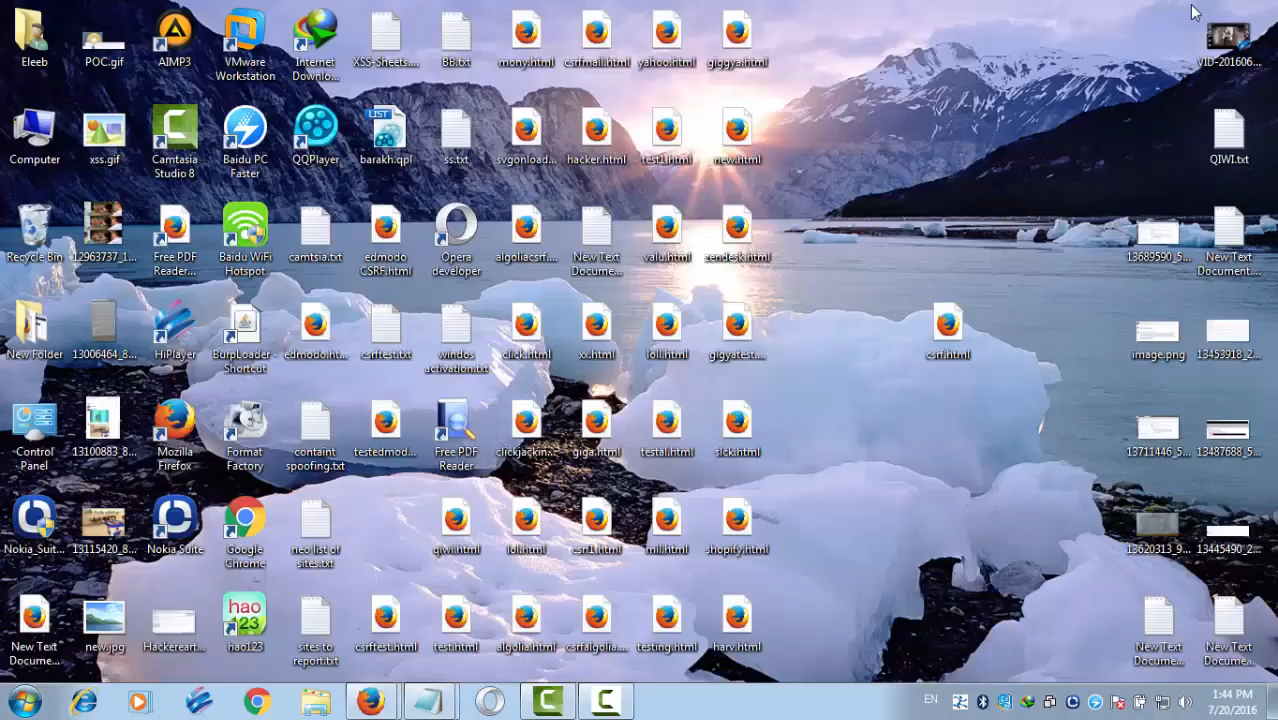 Eleeb
POC.gif
AIMP3
VMware
Workstation
Internet
Downlo...
XSS-Sheets....
BB.txt
mony.html
csrfmail.html
yahoo.html
giggya.html
VID-201606...
Computer
xss.gif
Camtasia
Studio 8
Baidu PC
Faster
QQPlayer
LIST
barakh.qpl
ss.txt
svgonload...
hacker.html
test1.html
new.html
QIWI.txt
Recycle Bin
12963737_1...
Free PDF
Reader...
Baidu WiFi
Hotspot
camtsia.txt
edmodo
CSRF.html
Opera
developer
algoliacsrf...
New Text
Docume...
valu.html
zendesk.html
13689590_5...
New Text
Document....
New Folder
13006464_8...
HiPlayer
BurpLoader -
Shortcut
edmodo.ht...
csrftest.txt
windos
activation.txt
click.html
xx.html
loll.html
gigyatest....
csrf.html
image.png
13453918_2...
Control
Panel
13100883_8...
Mozilla
Firefox
Format
Factory
containt
spoofing.txt
testedmod...
Free PDF
Reader
clickjackin...
giga.html
testal.html
slck.html
13711446_5...
13487688_5...
Nokia_Suit...
13115420_8...
Nokia Suite
Google
Chrome
neo list of
sites.txt
qiwi.html
lol.html
csrf1.html
mil.html
shopify.html
13620313_9...
13445490_2...
New Text
Docume...
new.jpg
Hackereart...
hao
123
hao123
sites to
report.txt
csrftest.html
test.html
algolia.html
csrfalgolia....
testing.html
harv.html
New Text
Docume...
New Text
Docume...
EN
1:44 PM
7/20/2016